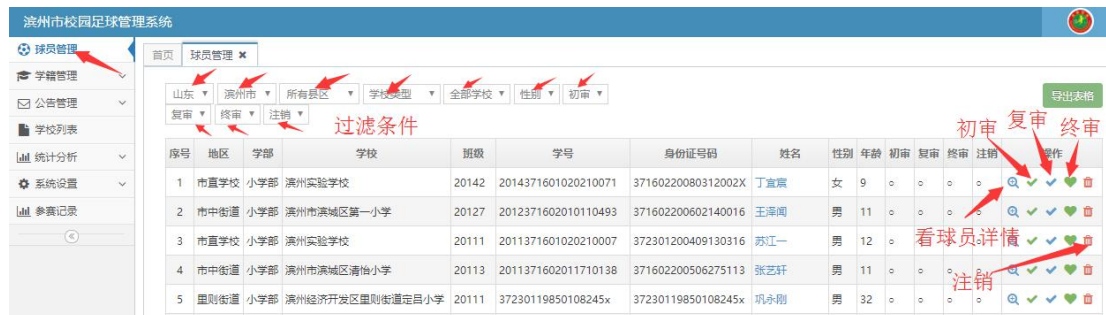 滨州市校园足球管理系统
球员管理
学籍管理
公告管理
学校列表
统计分析
系统设置
参赛记录
首页 球员管理 ✖
山东 滨州市 所有县区 学校类型 全部学校 性别 初审
复审 终审 注销
导出表格
过滤条件
初审 复审 终审
序号 地区 学部 学校 班级 学号 身份证号码 姓名 性别 年龄 初审 复审 终审 注销 操作
1 市直学校 小学部 滨州实验学校 20142 2014371601020210071 37160220080312002X 丁宜宸 女 9
2 市中街道 小学部 滨州市滨城区第一小学 20127 2012371602010110493 371602200602140016 王泽闻 男 11
3 市直学校 小学部 滨州实验学校 20111 2011371601020210007 372301200409130316 苏江一 男 12
看球员详情
4 市中街道 小学部 滨州市滨城区清怡小学 20113 2011371602011710138 371602200506275113 张艺轩 男 11
注销
5 里则街道 小学部 滨州经济开发区里则街道定吕小学 20111 37230119850108245x 37230119850108245x 巩永刚 男 32